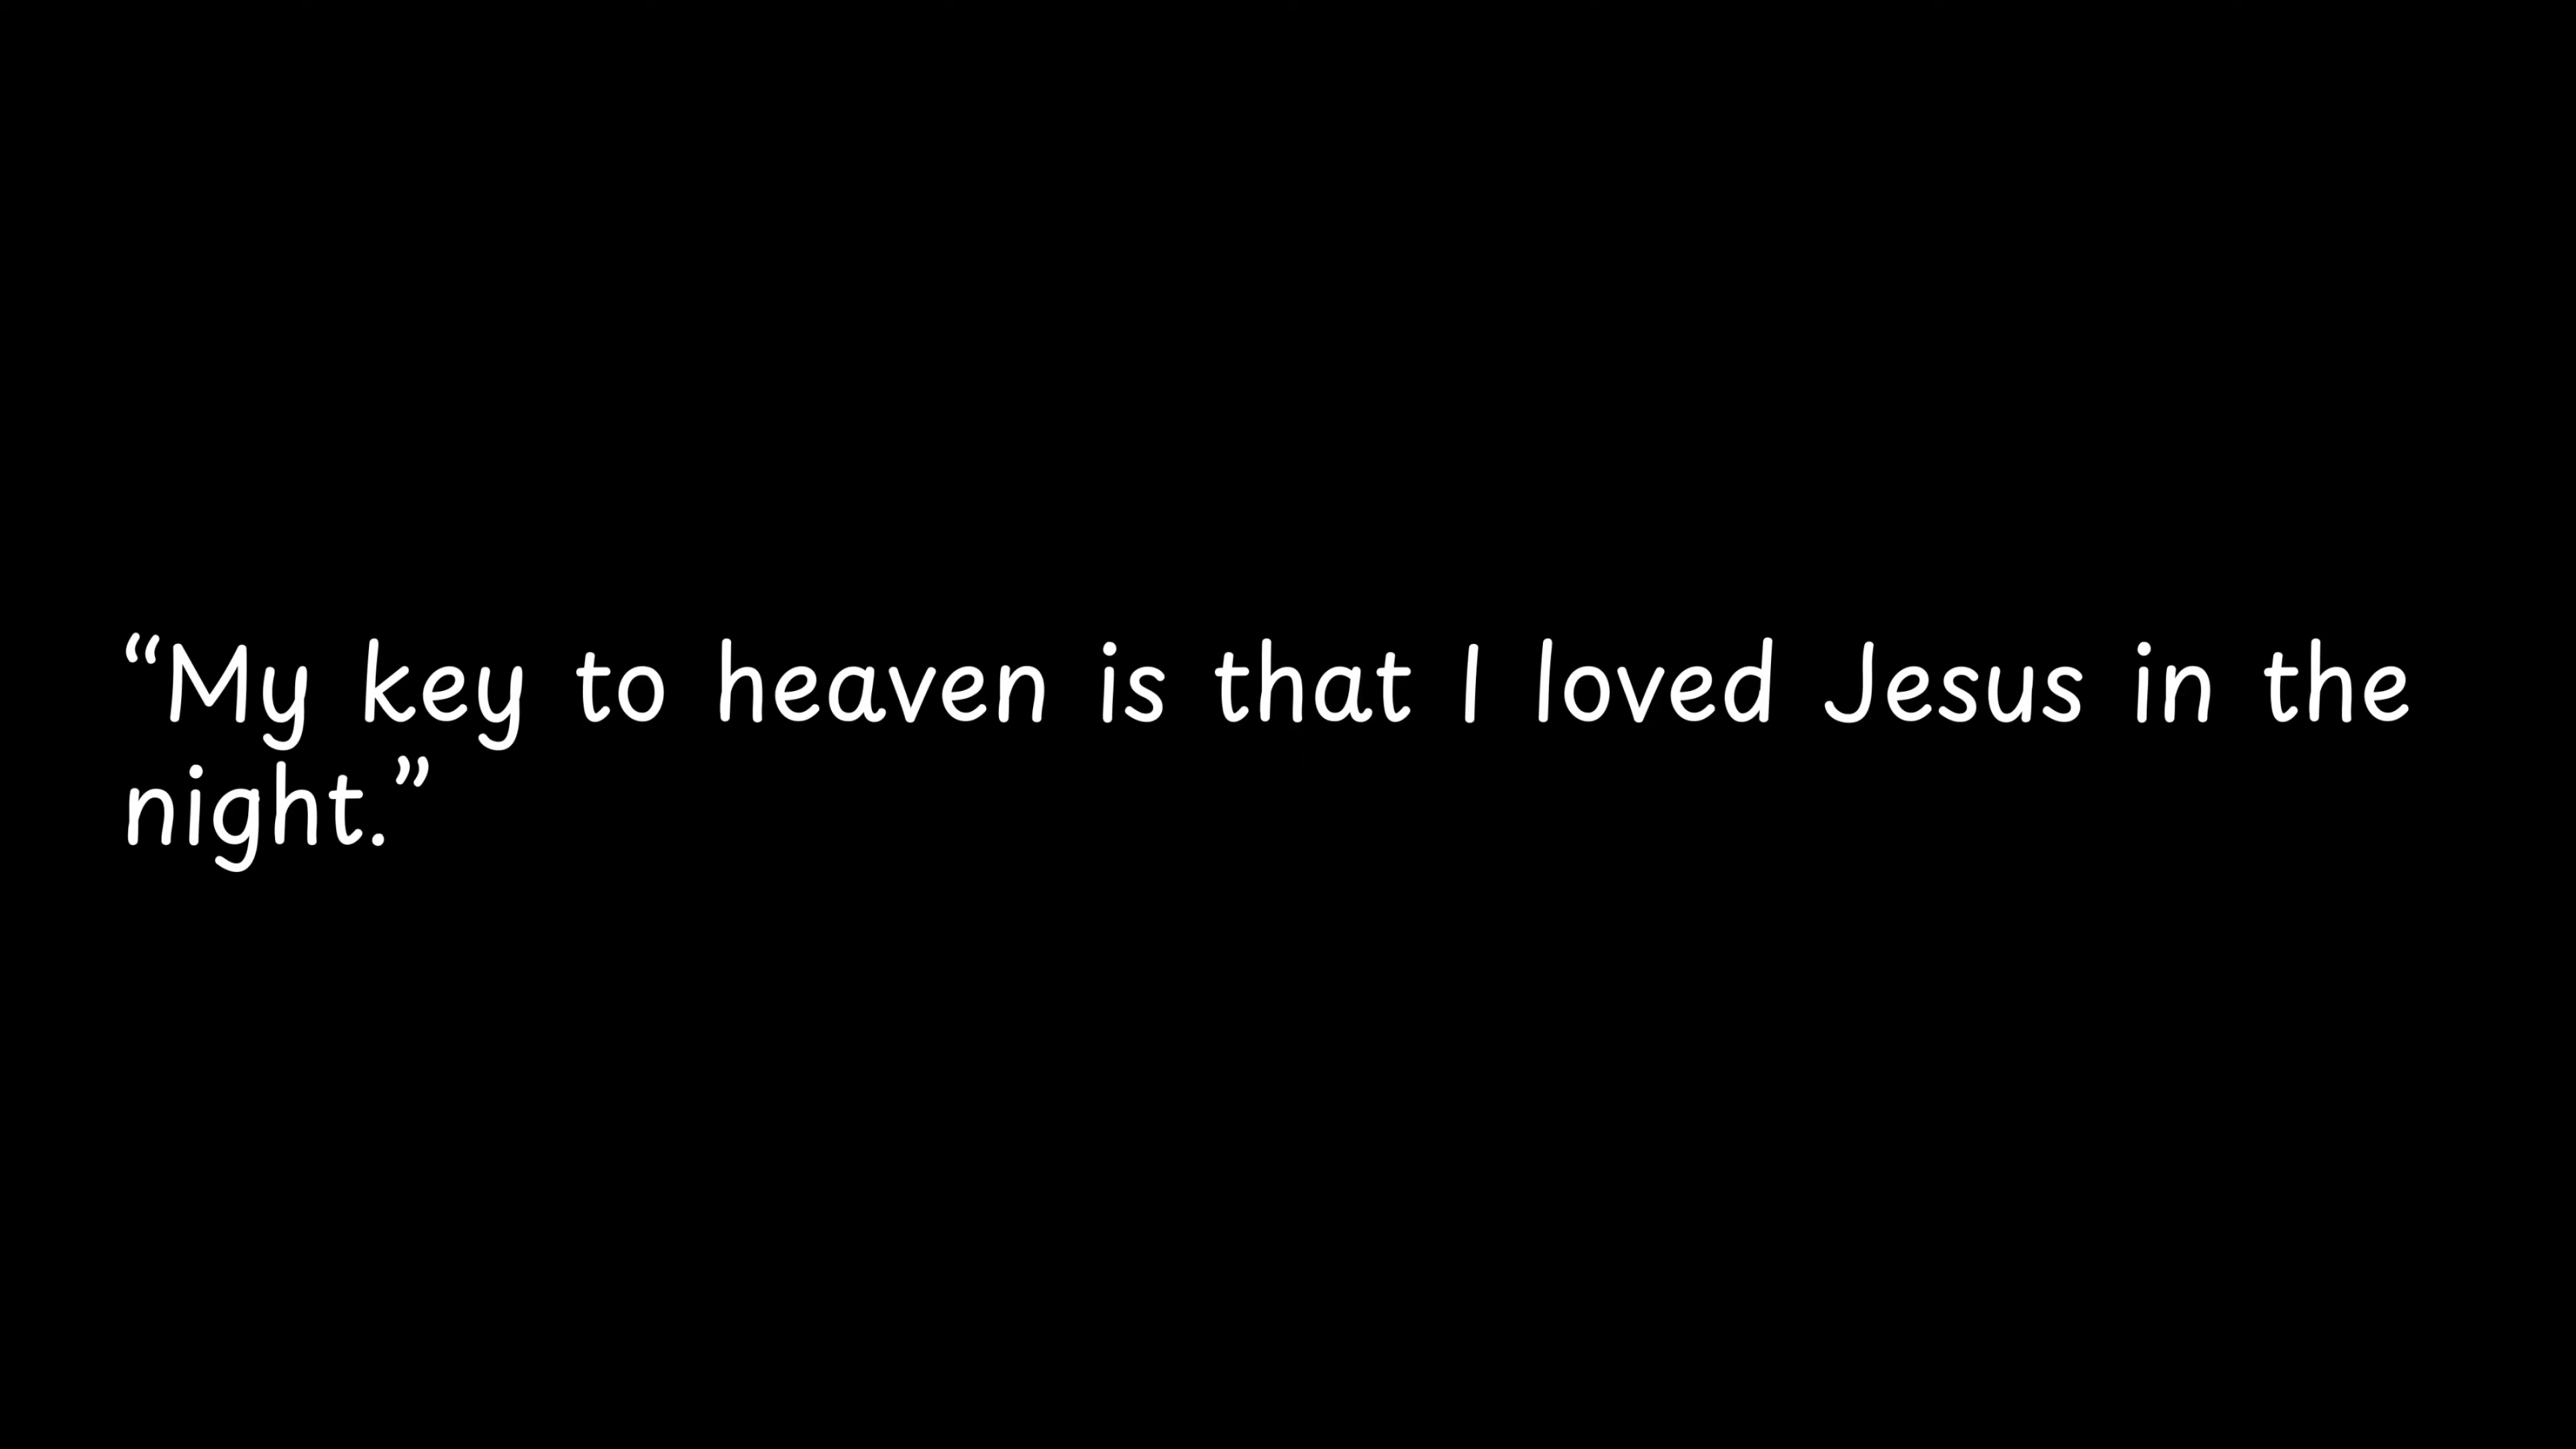 “My key to heaven is that I loved Jesus in the
night.”